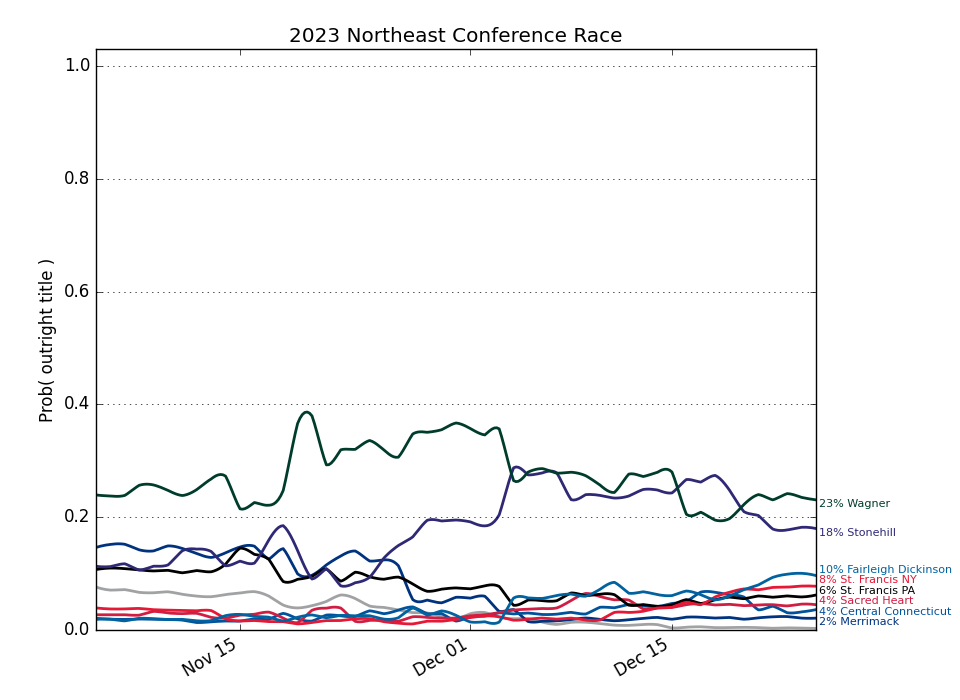 2023 Northeast Conference Race
Prob( outright title )
1.0
0.8
0.6
0.4
0.2
0.0
Nov 15
Dec 01
Dec 15
23% Wagner
18% Stonehill
10% Fairleigh Dickinson
8% St. Francis NY
6% St. Francis PA
4% Sacred Heart
4% Central Connecticut
2% Merrimack